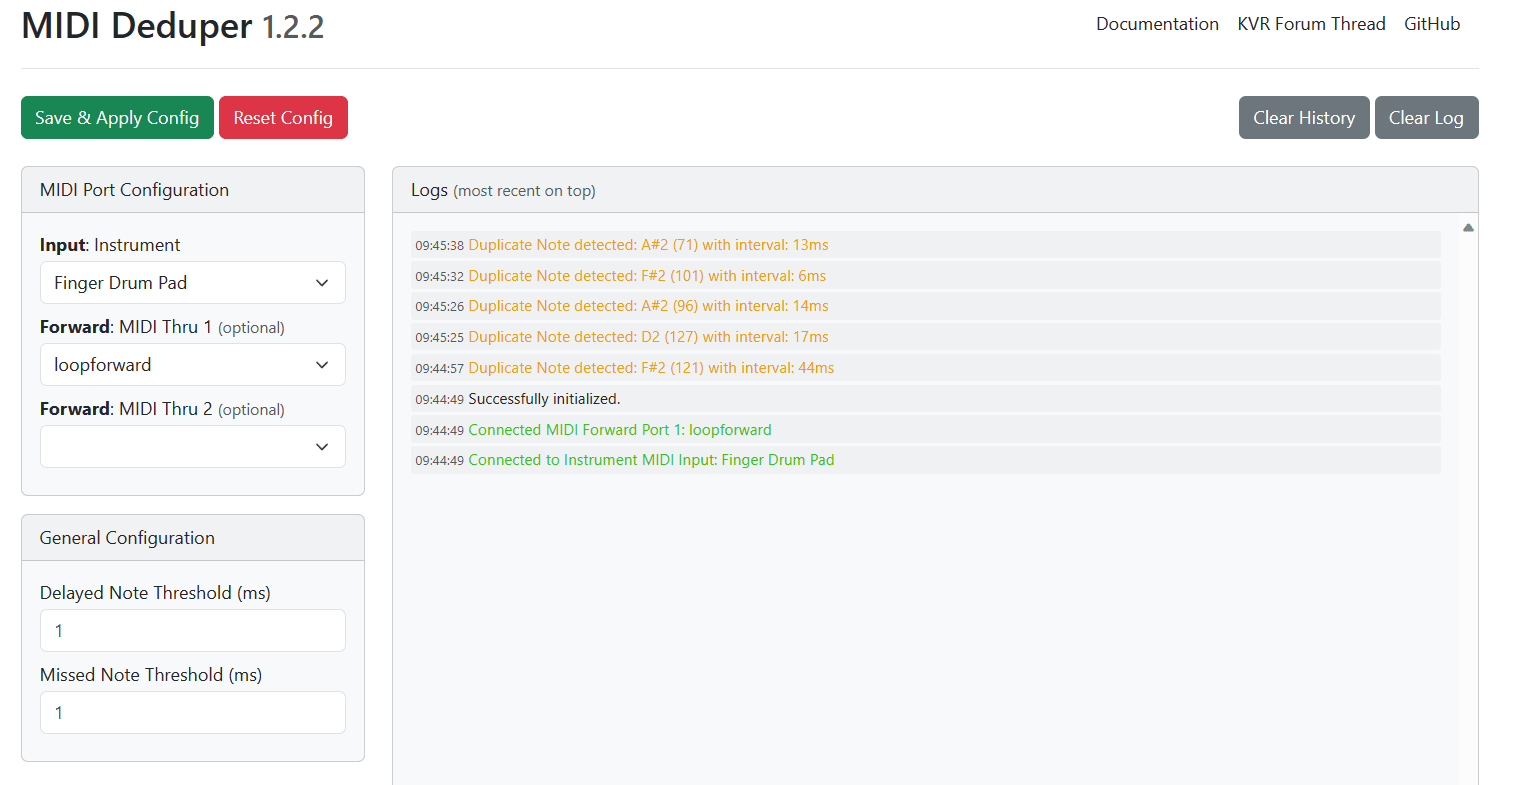 MIDI Deduper 1.2.2
Documentation KVR Forum Thread GitHub
Save & Apply Config Reset Config
Clear History Clear Log
MIDI Port Configuration
Input: Instrument
Finger Drum Pad
Forward: MIDI Thru 1 (optional)
loopforward
Forward: MIDI Thru 2 (optional)
General Configuration
Delayed Note Threshold (ms)
1
Missed Note Threshold (ms)
1
Logs (most recent on top)
09:45:38 Duplicate Note detected: A#2 (71) with interval: 13ms
09:45:32 Duplicate Note detected: F#2 (101) with interval: 6ms
09:45:26 Duplicate Note detected: A#2 (96) with interval: 14ms
09:45:25 Duplicate Note detected: D2 (127) with interval: 17ms
09:44:57 Duplicate Note detected: F#2 (121) with interval: 44ms
09:44:49 Successfully initialized.
09:44:49 Connected MIDI Forward Port 1: loopforward
09:44:49 Connected to Instrument MIDI Input: Finger Drum Pad